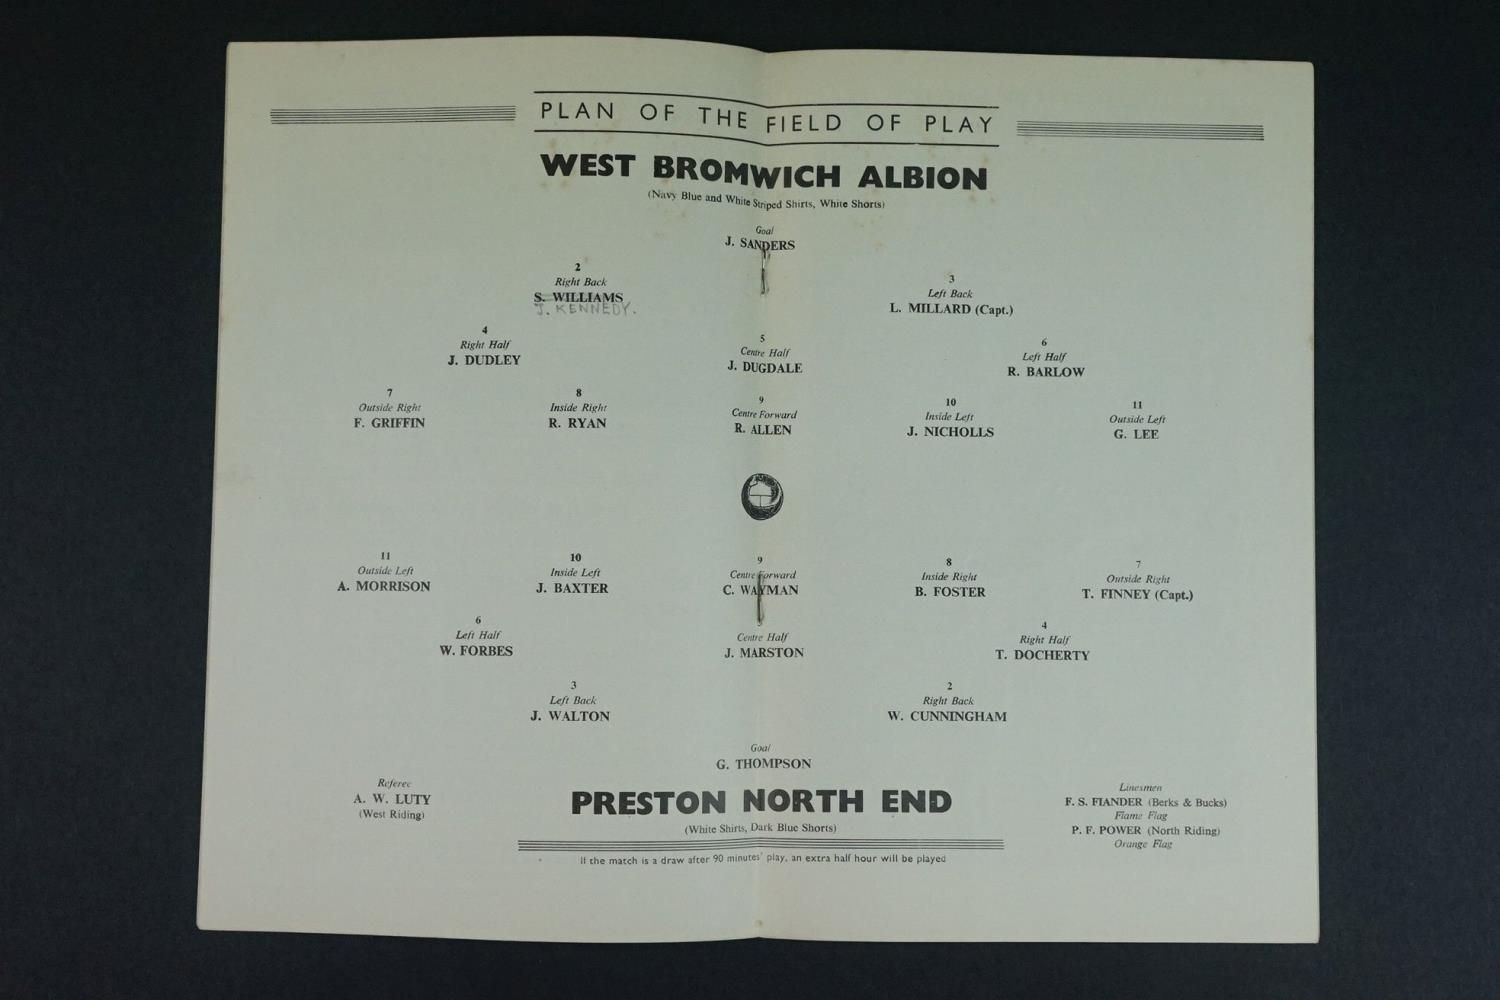 PLAN OF THE FIELD OF PLAY
WEST BROMWICH ALBION
(Navy Blue and White Striped Shirts, White Shorts)
Goal
J. SANDERS
2
Right Back
S. WILLIAMS
J. KENNEDY.
3
Left Back
L. MILLARD (Capt.)
4
Right Half
J. DUDLEY
5
Centre Half
J. DUGDALE
6
Left Half
R. BARLOW
7
Outside Right
F. GRIFFIN
8
Inside Right
R. RYAN
9
Centre Forward
R. ALLEN
10
Inside Left
J. NICHOLLS
11
Outside Left
G. LEE
11
Outside Left
A. MORRISON
10
Inside Left
J. BAXTER
9
Centre Forward
C. WAYMAN
8
Inside Right
B. FOSTER
7
Outside Right
T. FINNEY (Capt.)
6
Left Half
W. FORBES
5
Centre Half
J. MARSTON
4
Right Half
T. DOCHERTY
3
Left Back
J. WALTON
2
Right Back
W. CUNNINGHAM
Goal
G. THOMPSON
Referee
A. W. LUTY
(West Riding)
PRESTON NORTH END
(White Shirts, Dark Blue Shorts)
Linesmen
F. S. FIANDER (Berks & Bucks)
Flame Flag
P. F. POWER (North Riding)
Orange Flag
If the match is a draw after 90 minutes' play, an extra half hour will be played